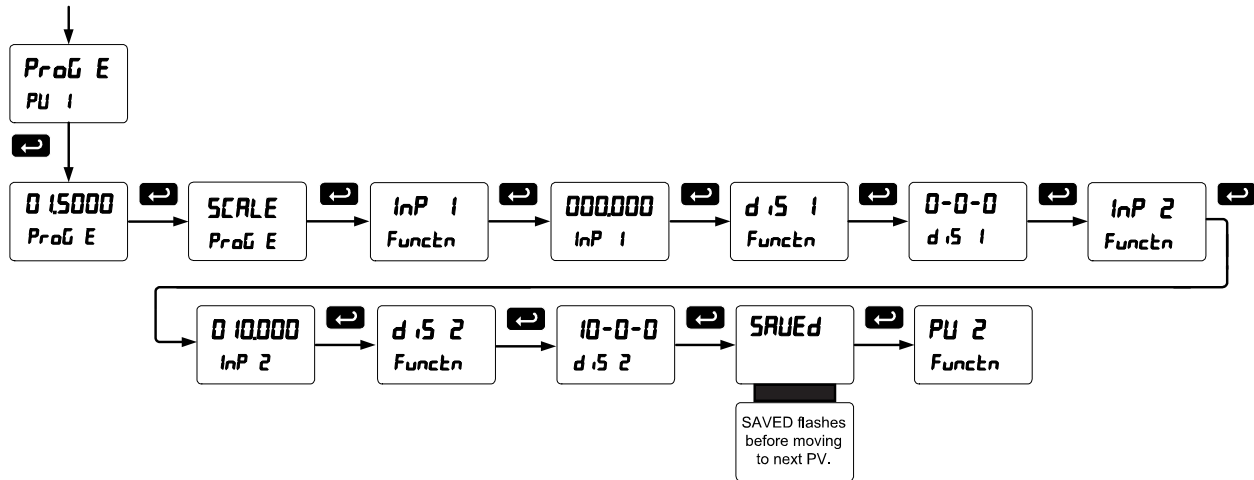 ProG E
PV 1
01.5000
ProG E
SCALE
ProG E
InP 1
Functn
000.000
InP 1
diS 1
Functn
0-0-0
diS 1
InP 2
Functn
010.000
InP 2
diS 2
Functn
10-0-0
diS 2
SAVEd
PV 2
Functn
SAVED flashes
before moving
to next PV.